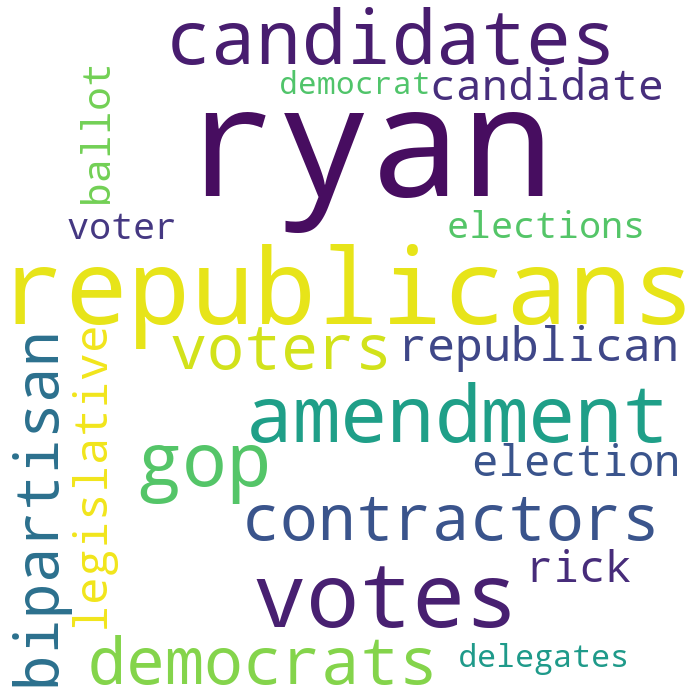 candidates
democrat
candidate
ballot
ryan
voter
elections
republicans
voters
republican
bipartisan
legislative
amendment
gop
election
contractors
rick
votes
democrats
delegates